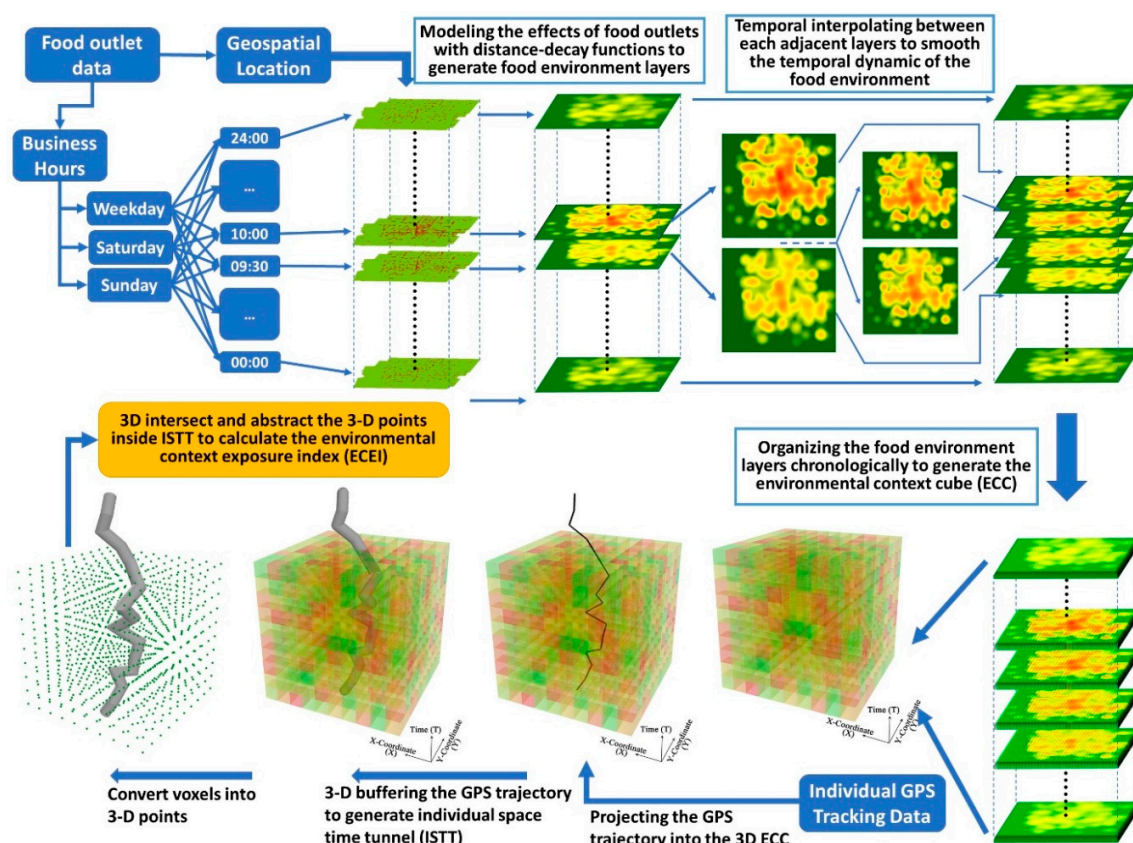 Food outlet
data
Geospatial
Location
Modeling the effects of food outlets
with distance-decay functions to
generate food environment layers
Temporal interpolating between
each adjacent layers to smooth
the temporal dynamic of the
food environment
Business
Hours
Weekday
Saturday
Sunday
24:00
...
10:00
09:30
...
00:00
3D intersect and abstract the 3-D points
inside ISTT to calculate the environmental
context exposure index (ECEI)
Organizing the food environment
layers chronologically to generate the
environmental context cube (ECC)
Time (T)
X-Coordinate
(X)
Y-Coordinate
(Y)
Time (T)
X-Coordinate
(X)
Y-Coordinate
(Y)
Time (T)
X-Coordinate
(X)
Y-Coordinate
(Y)
Convert voxels into
3-D points
3-D buffering the GPS trajectory
to generate individual space
time tunnel (ISTT)
Projecting the GPS
trajectory into the 3D ECC
Individual GPS
Tracking Data